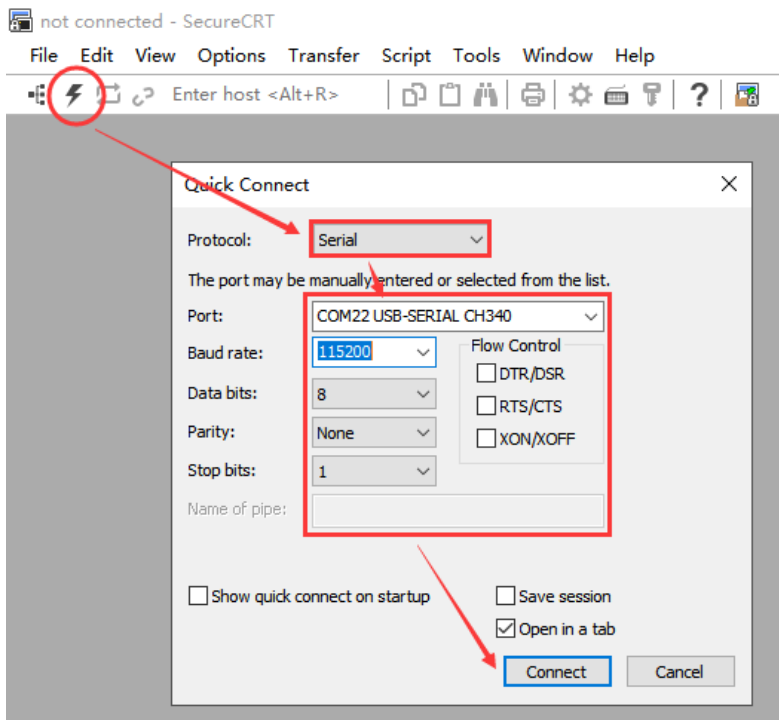 not connected - SecureCRT
File Edit View Options Transfer Script Tools Window Help
Enter host <Alt+R>
Quick Connect
Protocol: Serial
The port may be manually entered or selected from the list.
Port: COM22 USB-SERIAL CH340
Baud rate: 115200 Flow Control
DTR/DSR
Data bits: 8
RTS/CTS
Parity: None
XON/XOFF
Stop bits: 1
Name of pipe:
Show quick connect on startup Save session
Open in a tab
Connect Cancel